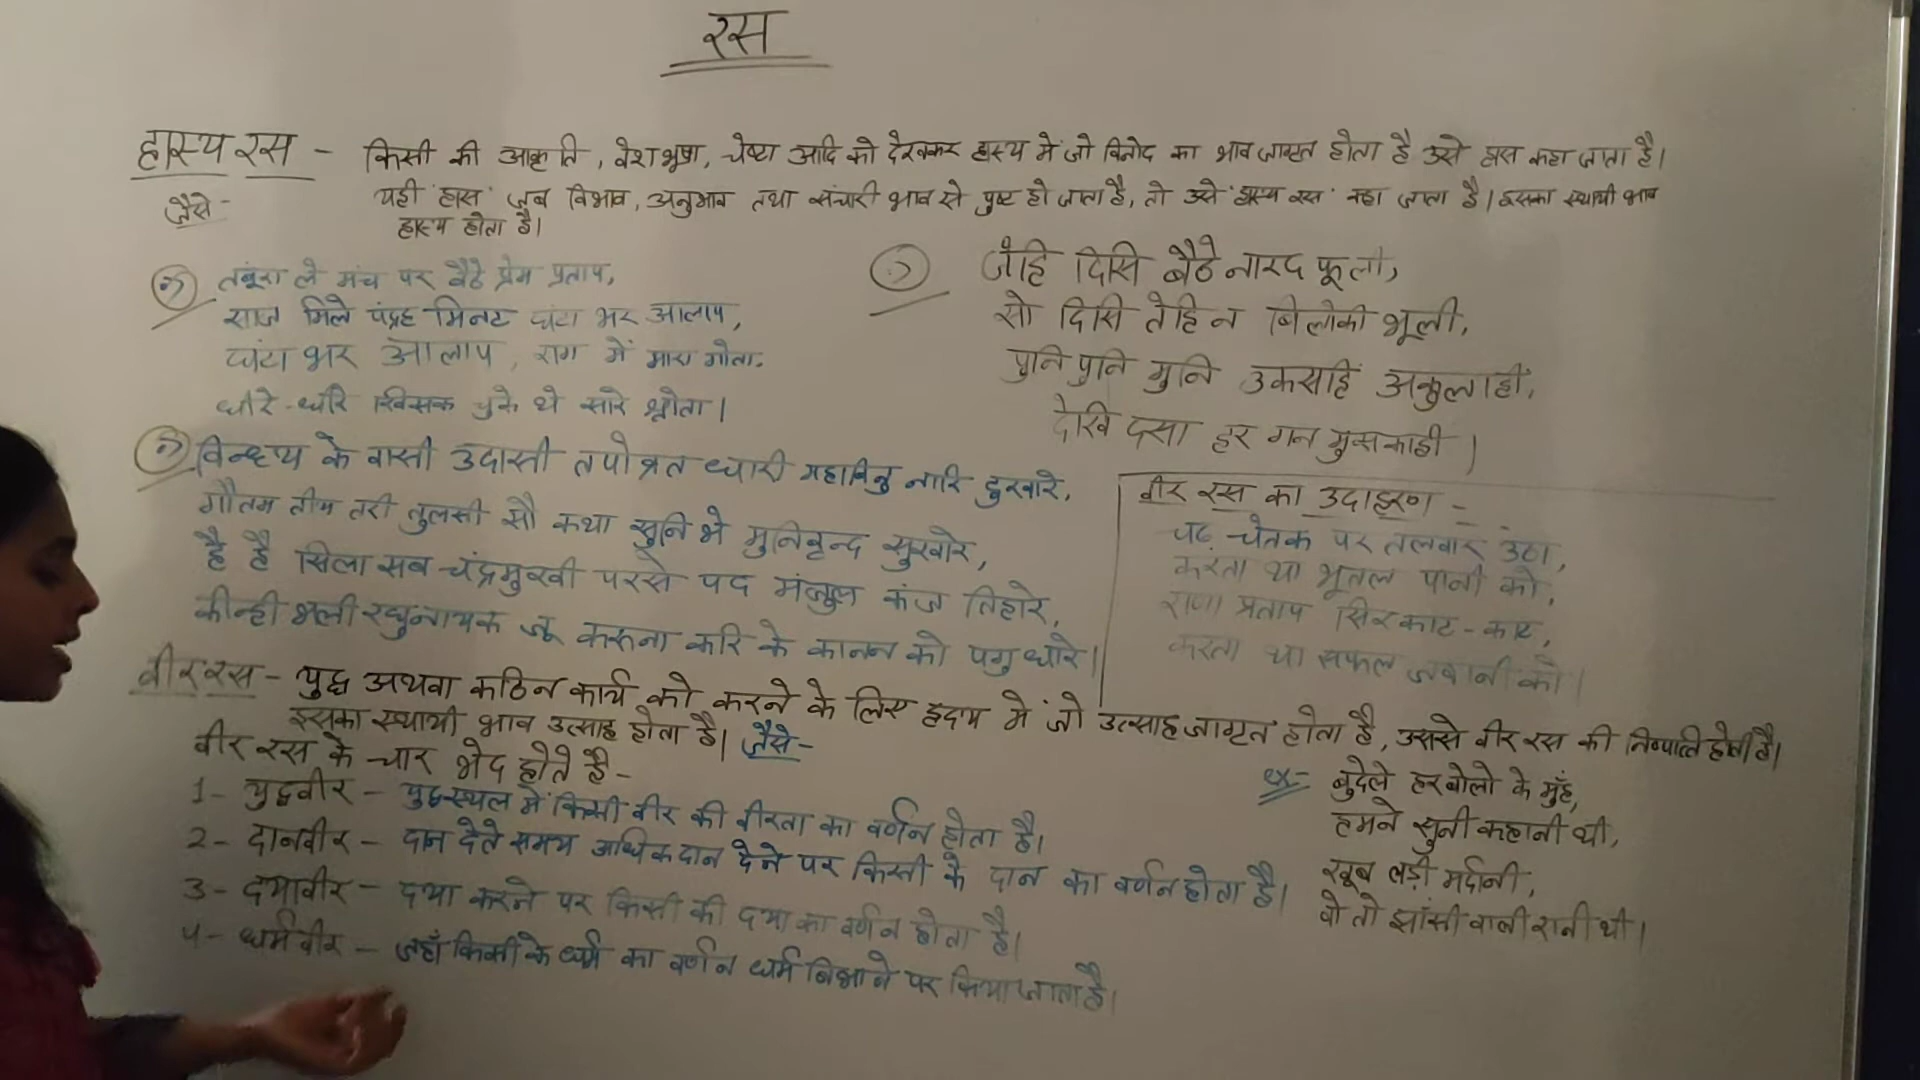 रस
हास्य रस - किसी की आकृति, वेशभूषा, चेष्टा आदि को देखकर हास्य में जो विनोद का भाव जाग्रत होता है उसे हास कहा जाता है।
जैसे- यही 'हास' जब विभाव, अनुभाव तथा संचारी भाव से पुष्ट हो जाता है, तो उसे 'हास्य रस' कहा जाता है। इसका स्थायी भाव
हास्य होता है।
तंबूरा ले मंच पर बैठे प्रेम प्रताप,
साज मिले पंद्रह मिनट घंटा भर आलाप,
घंटा भर आलाप, राग में मारा गोता,
धीरे-धीरे खिसक चुके थे सारे श्रोता।
जेहि दिसि बैठे नारद फूली,
सो दिसि तेहि न बिलोकी भूली,
पुनि पुनि मुनि उकसहिं अकुलाहीं,
देखि दसा हर गन मुसकाही।
विन्ध्य के वासी उदासी तपोव्रत धारी महाबिनु नारि दुखारे,
गौतम तीय तरी तुलसी सौ कथा सुनि भे मुनिवृन्द सुखारे,
है है सिला सब चंद्रमुखी परसे पद मंजुल कंज तिहारे,
कीन्ही भली रघुनायक जू करुना करि के कानन को पगु धारे।
वीर रस का उदाहरण -
चढ़ चेतक पर तलवार उठा,
करता था भूतल पानी को,
राणा प्रताप सिर काट-काट,
करता था सफल जवानी को।
वीर रस - युद्ध अथवा कठिन कार्य को करने के लिए हृदय में जो उत्साह जाग्रत होता है, उससे वीर रस की निष्पत्ति होती है।
इसका स्थायी भाव उत्साह होता है। जैसे-
वीर रस के चार भेद होते है-
1- युद्धवीर - युद्धस्थल में किसी वीर की वीरता का वर्णन होता है।
2- दानवीर - दान देते समय अधिक दान देने पर किसी के दान का वर्णन होता है।
3- दयावीर - दया करने पर किसी की दया का वर्णन होता है।
4- धर्मवीर - जहाँ किसी के धर्म का वर्णन धर्म निभाने पर किया जाता है।
ex- बुंदेले हरबोलो के मुँह,
हमने सुनी कहानी थी,
खूब लड़ी मर्दानी,
वो तो झांसी वाली रानी थी।